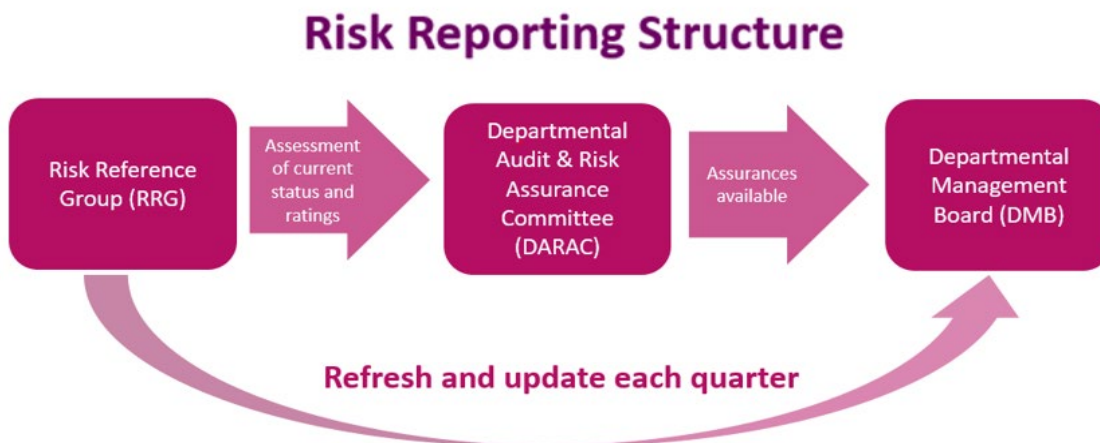 Risk Reporting Structure
Risk Reference
Group (RRG)
Assessment
of current
status and
ratings
Departmental
Audit & Risk
Assurance
Committee
(DARAC)
Assurances
available
Departmental
Management
Board (DMB)
Refresh and update each quarter